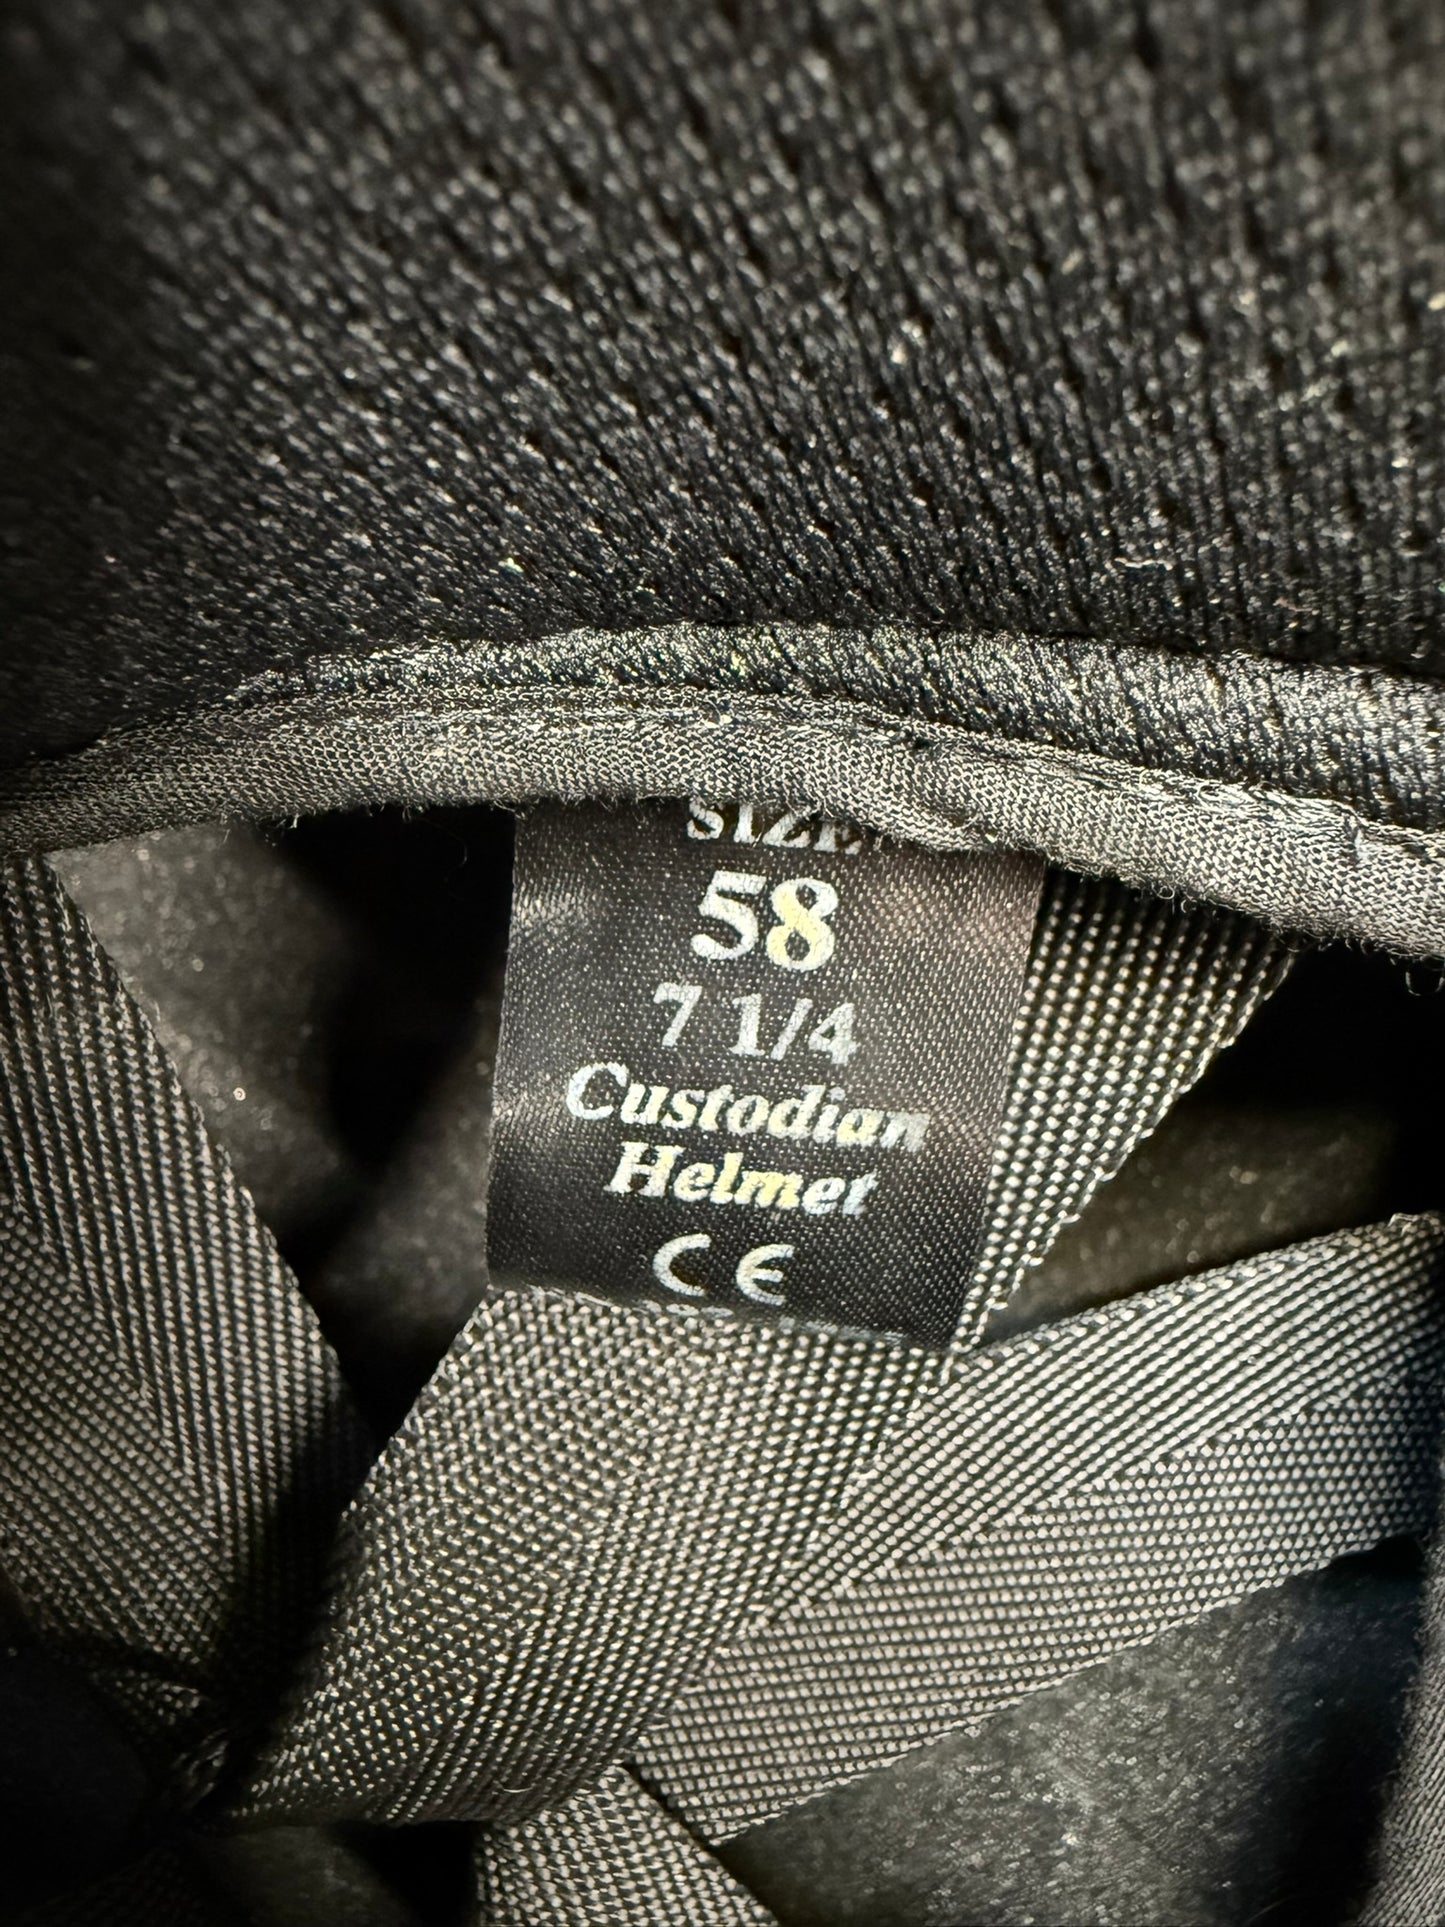 SIZE
58
7 1/4
Custodian
Helmet
CE